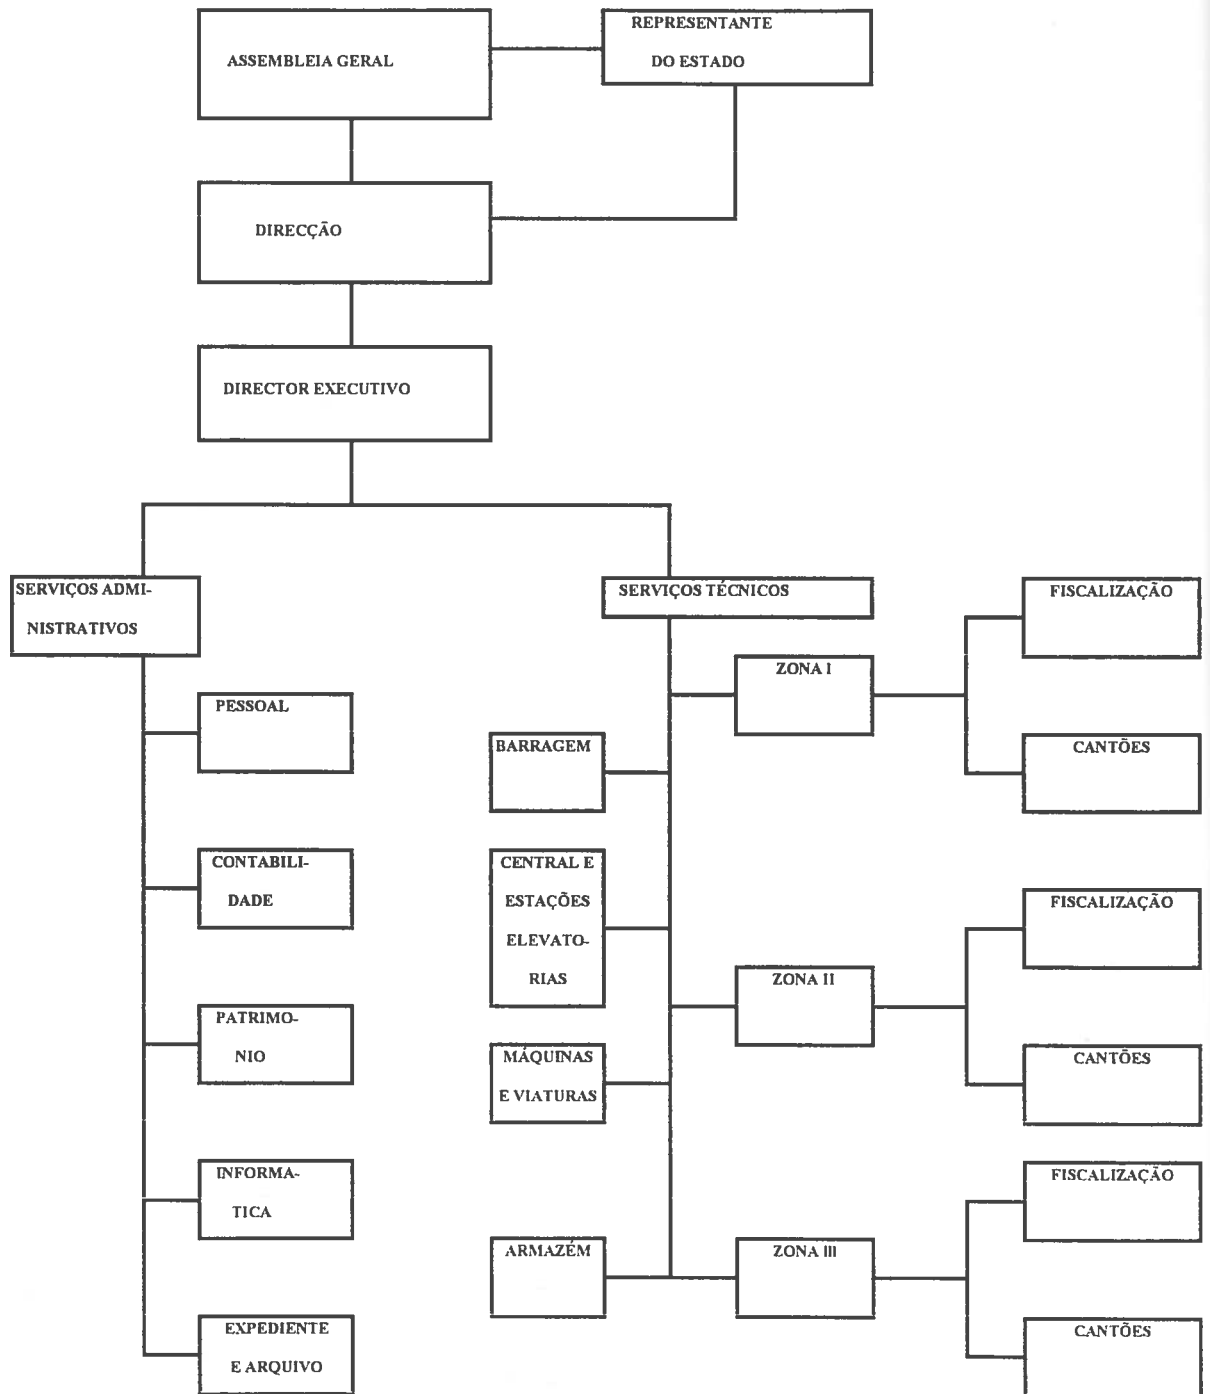 ASSEMBLEIA GERAL
REPRESENTANTE
DO ESTADO
DIRECÇÃO
DIRECTOR EXECUTIVO
SERVIÇOS ADMI-
NISTRATIVOS
PESSOAL
CONTABILI-
DADE
PATRIMO-
NIO
INFORMA-
TICA
EXPEDIENTE
E ARQUIVO
SERVIÇOS TÉCNICOS
BARRAGEM
CENTRAL E
ESTAÇÕES
ELEVATO-
RIAS
MÁQUINAS
E VIATURAS
ARMAZÉM
ZONA I
FISCALIZAÇÃO
CANTÕES
ZONA II
FISCALIZAÇÃO
CANTÕES
ZONA III
FISCALIZAÇÃO
CANTÕES